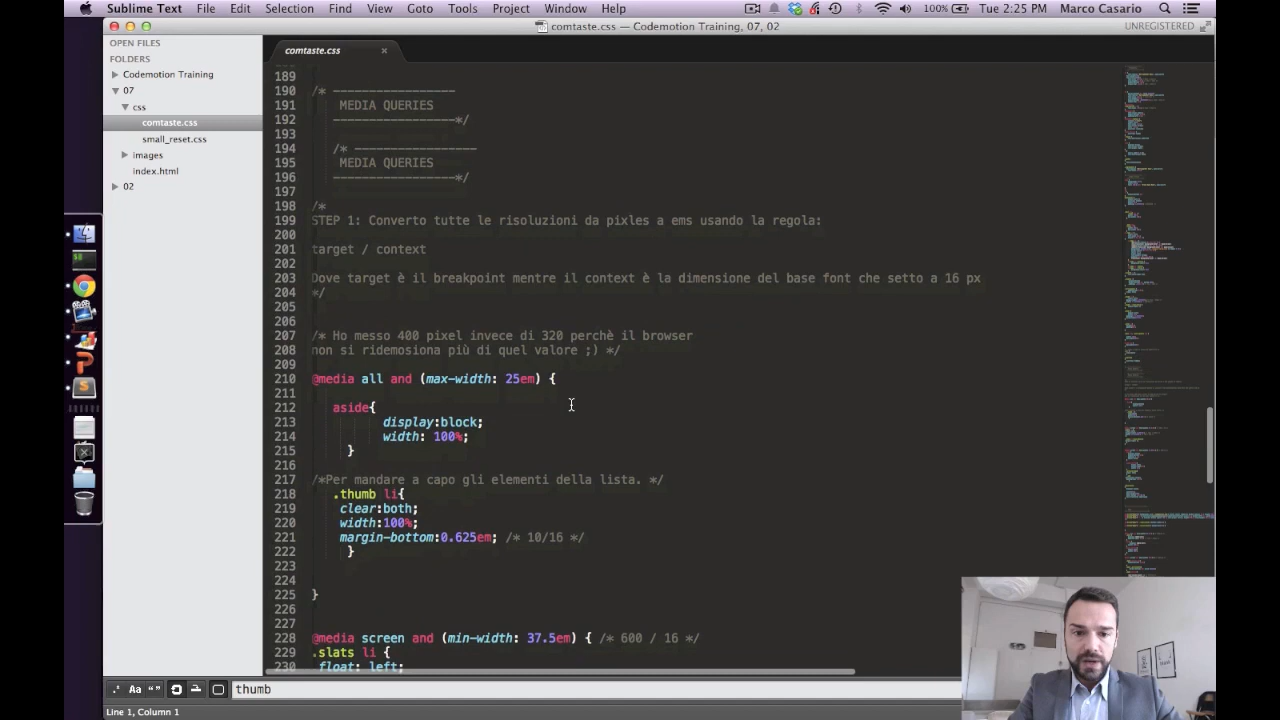 Sublime Text File Edit Selection Find View Goto Tools Project Window Help 100% Tue 2:25 PM Marco Casario
comtaste.css — Codemotion Training, 07, 02 UNREGISTERED
OPEN FILES
FOLDERS
Codemotion Training
07
css
comtaste.css
small_reset.css
images
index.html
02
comtaste.css ×
189
190 /* ------------------
191 MEDIA QUERIES
192 ------------------*/
193
194 /* ------------------
195 MEDIA QUERIES
196 ------------------*/
197
198 /*
199 STEP 1: Converto tutte le risoluzioni da pixles a ems usando la regola:
200
201 target / context
202
203 Dove target è il breakpoint mentre il context è la dimensione del base font che setto a 16 px
204 */
205
206
207 /* Ho messo 400 pixel invece di 320 perchè il browser
208 non si ridemosiona più di quel valore ;) */
209
210 @media all and (max-width: 25em) {
211
212 aside{
213 display:block;
214 width: 100%;
215 }
216
217 /*Per mandare a capo gli elementi della lista. */
218 .thumb li{
219 clear:both;
220 width:100%;
221 margin-bottom:0.625em; /* 10/16 */
222 }
223
224
225 }
226
227
228 @media screen and (min-width: 37.5em) { /* 600 / 16 */
229 .slats li {
230 float: left;
.* Aa “” thumb
Line 1, Column 1